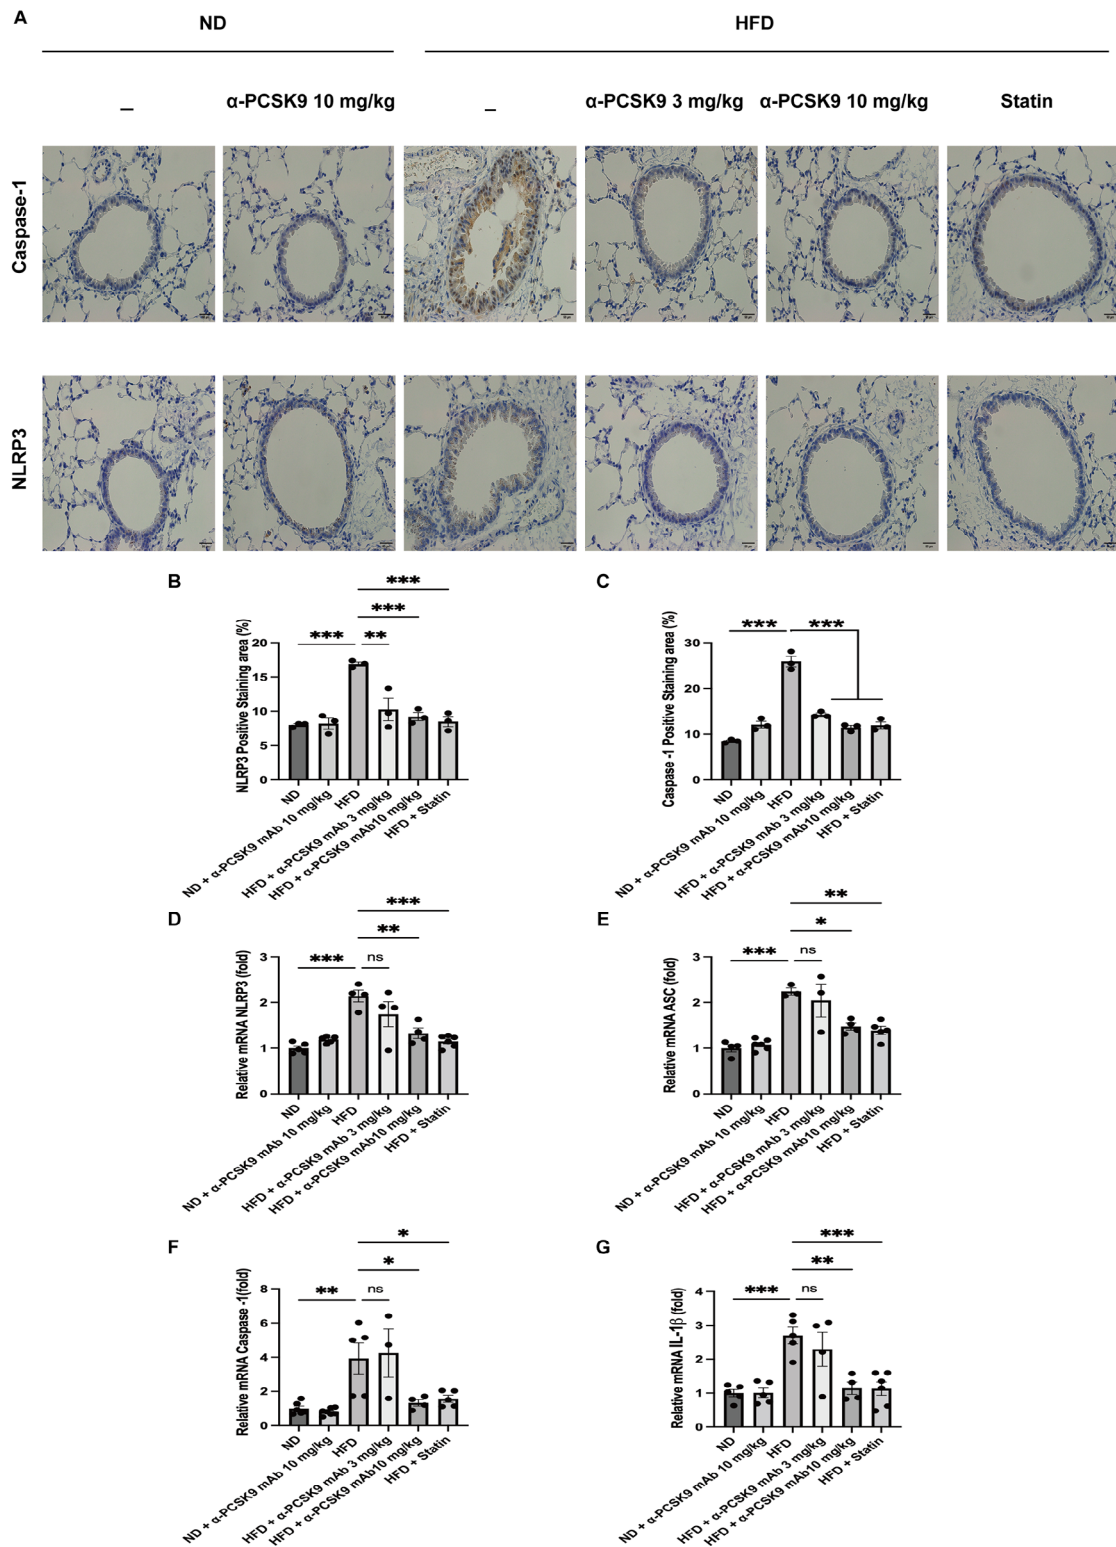 A
ND
HFD
_
α-PCSK9 10 mg/kg
_
α-PCSK9 3 mg/kg
α-PCSK9 10 mg/kg
Statin
Caspase-1
NLRP3
B
***
***
***
**
NLRP3 Positive Staining area (%)
20
15
10
5
0
ND
ND + α-PCSK9 mAb 10 mg/kg
HFD
HFD + α-PCSK9 mAb 3 mg/kg
HFD + α-PCSK9 mAb10 mg/kg
HFD + Statin
C
***
***
Caspase -1 Positive Staining area (%)
30
20
10
0
ND
ND + α-PCSK9 mAb 10 mg/kg
HFD
HFD + α-PCSK9 mAb 3 mg/kg
HFD + α-PCSK9 mAb10 mg/kg
HFD + Statin
D
***
**
***
ns
Relative mRNA NLRP3 (fold)
3
2
1
0
ND
ND + α-PCSK9 mAb 10 mg/kg
HFD
HFD + α-PCSK9 mAb 3 mg/kg
HFD + α-PCSK9 mAb10 mg/kg
HFD + Statin
E
**
*
***
ns
Relative mRNA ASC (fold)
3
2
1
0
ND
ND + α-PCSK9 mAb 10 mg/kg
HFD
HFD + α-PCSK9 mAb 3 mg/kg
HFD + α-PCSK9 mAb10 mg/kg
HFD + Statin
F
*
*
**
ns
Relative mRNA Caspase -1(fold)
8
6
4
2
0
ND
ND + α-PCSK9 mAb 10 mg/kg
HFD
HFD + α-PCSK9 mAb 3 mg/kg
HFD + α-PCSK9 mAb10 mg/kg
HFD + Statin
G
***
**
***
ns
Relative mRNA IL-1β (fold)
4
3
2
1
0
ND
ND + α-PCSK9 mAb 10 mg/kg
HFD
HFD + α-PCSK9 mAb 3 mg/kg
HFD + α-PCSK9 mAb10 mg/kg
HFD + Statin